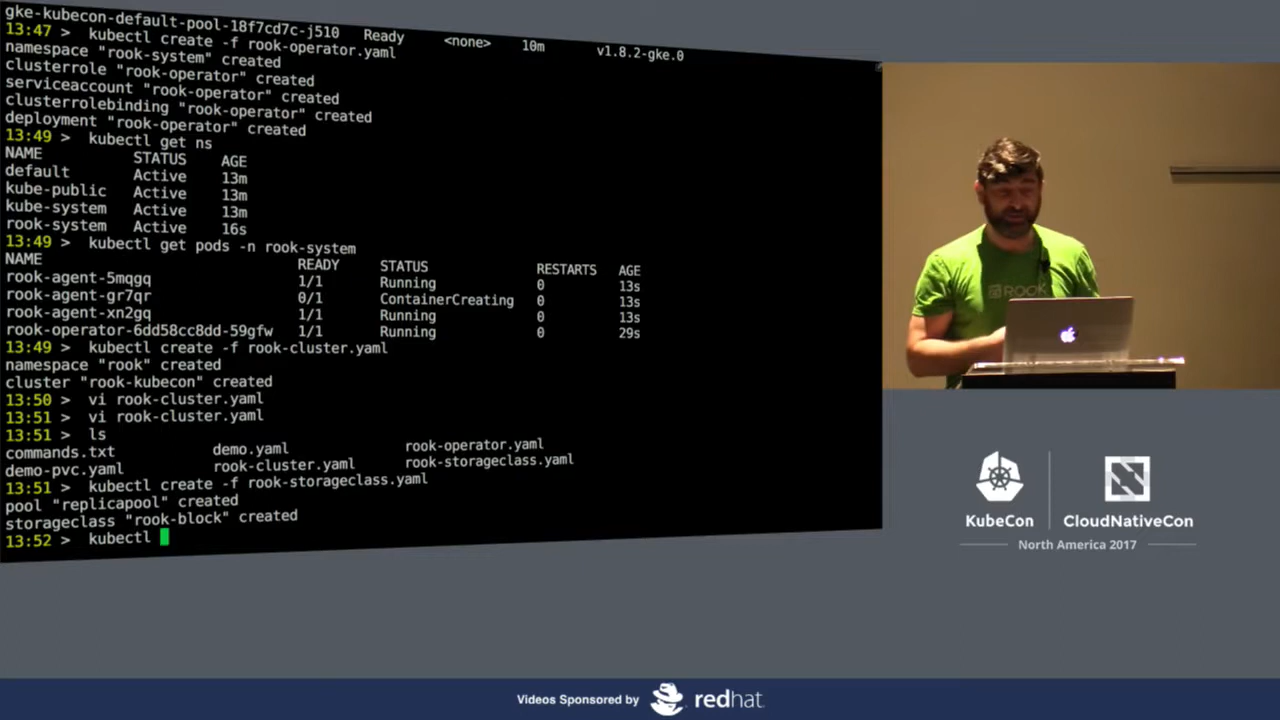 gke-kubecon-default-pool-18f7cd7c-j510 Ready <none> 10m v1.8.2-gke.0
13:47 > kubectl create -f rook-operator.yaml
namespace "rook-system" created
clusterrole "rook-operator" created
serviceaccount "rook-operator" created
clusterrolebinding "rook-operator" created
deployment "rook-operator" created
13:49 > kubectl get ns
NAME STATUS AGE
default Active 13m
kube-public Active 13m
kube-system Active 13m
rook-system Active 16s
13:49 > kubectl get pods -n rook-system
NAME READY STATUS RESTARTS AGE
rook-agent-5mqgq 1/1 Running 0 13s
rook-agent-gr7qr 0/1 ContainerCreating 0 13s
rook-agent-xn2gq 1/1 Running 0 13s
rook-operator-6dd58cc8dd-59gfw 1/1 Running 0 29s
13:49 > kubectl create -f rook-cluster.yaml
namespace "rook" created
cluster "rook-kubecon" created
13:50 > vi rook-cluster.yaml
13:51 > vi rook-cluster.yaml
13:51 > ls
commands.txt demo.yaml rook-operator.yaml
demo-pvc.yaml rook-cluster.yaml rook-storageclass.yaml
13:51 > kubectl create -f rook-storageclass.yaml
pool "replicapool" created
storageclass "rook-block" created
13:52 > kubectl
ROOK
KubeCon
CloudNativeCon
North America 2017
Videos Sponsored by
redhat.